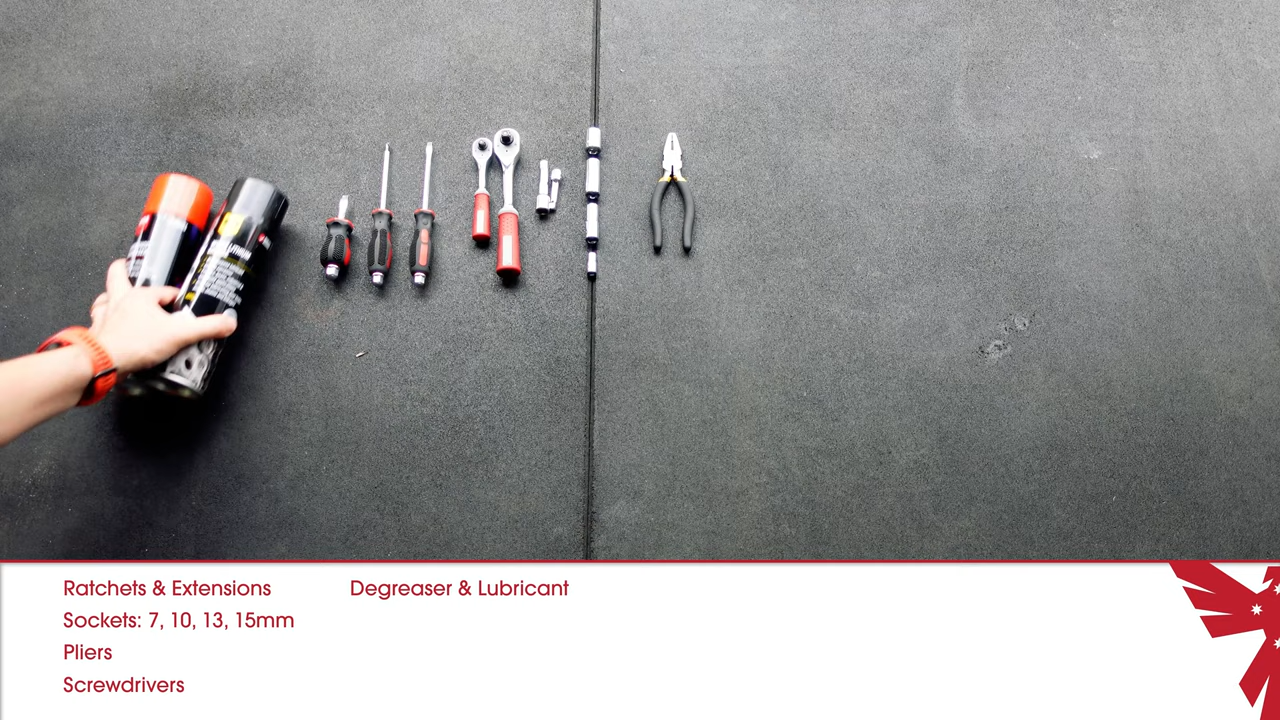 Ratchets & Extensions
Sockets: 7, 10, 13, 15mm
Pliers
Screwdrivers
Degreaser & Lubricant